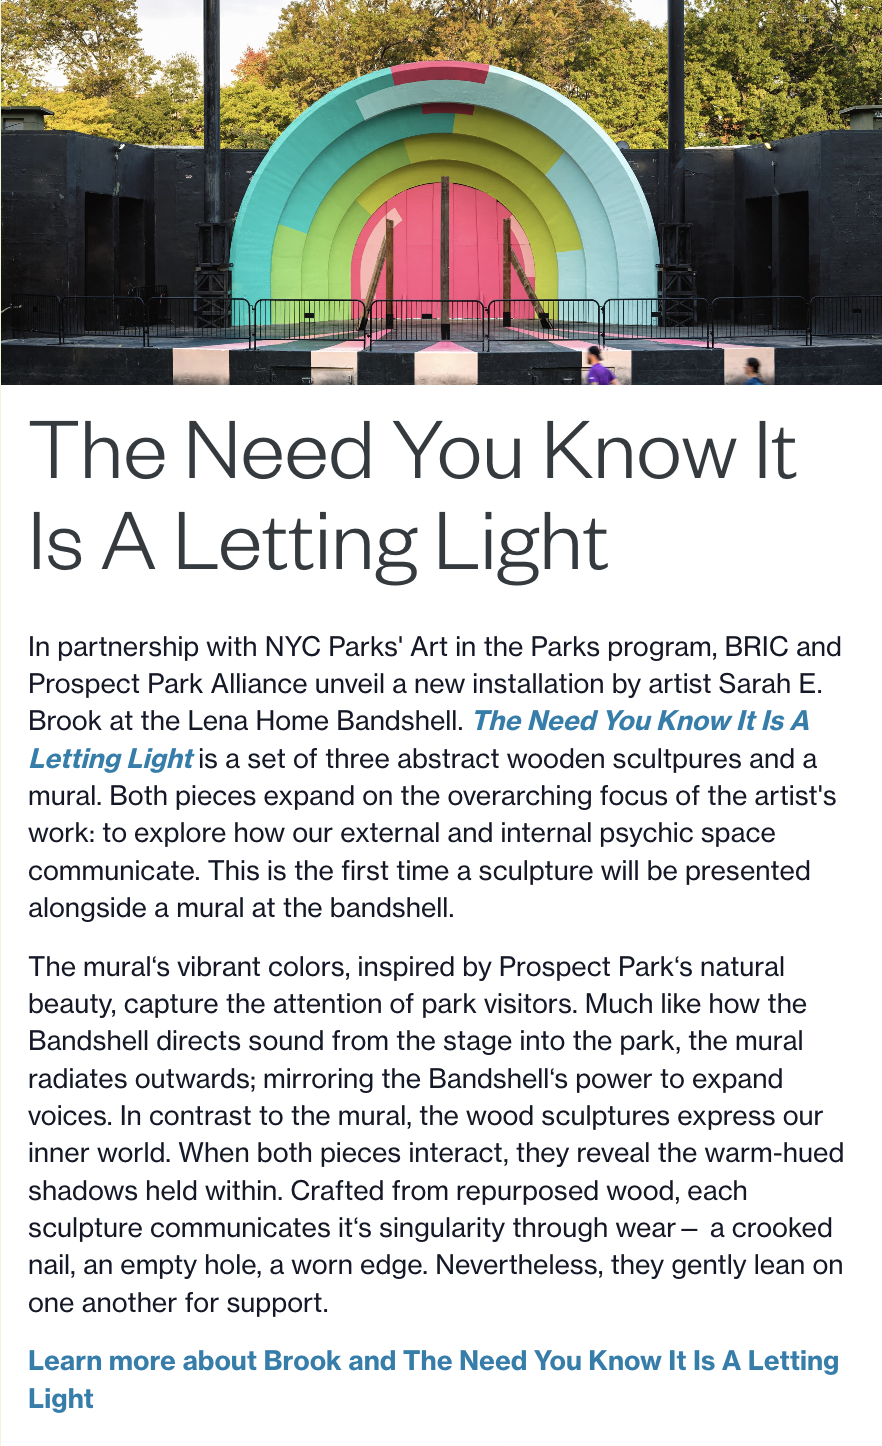 The Need You Know It
Is A Letting Light
In partnership with NYC Parks' Art in the Parks program, BRIC and
Prospect Park Alliance unveil a new installation by artist Sarah E.
Brook at the Lena Home Bandshell. The Need You Know It Is A
Letting Light is a set of three abstract wooden scultpures and a
mural. Both pieces expand on the overarching focus of the artist's
work: to explore how our external and internal psychic space
communicate. This is the first time a sculpture will be presented
alongside a mural at the bandshell.
The mural‘s vibrant colors, inspired by Prospect Park‘s natural
beauty, capture the attention of park visitors. Much like how the
Bandshell directs sound from the stage into the park, the mural
radiates outwards; mirroring the Bandshell‘s power to expand
voices. In contrast to the mural, the wood sculptures express our
inner world. When both pieces interact, they reveal the warm-hued
shadows held within. Crafted from repurposed wood, each
sculpture communicates it‘s singularity through wear – a crooked
nail, an empty hole, a worn edge. Nevertheless, they gently lean on
one another for support.
Learn more about Brook and The Need You Know It Is A Letting
Light